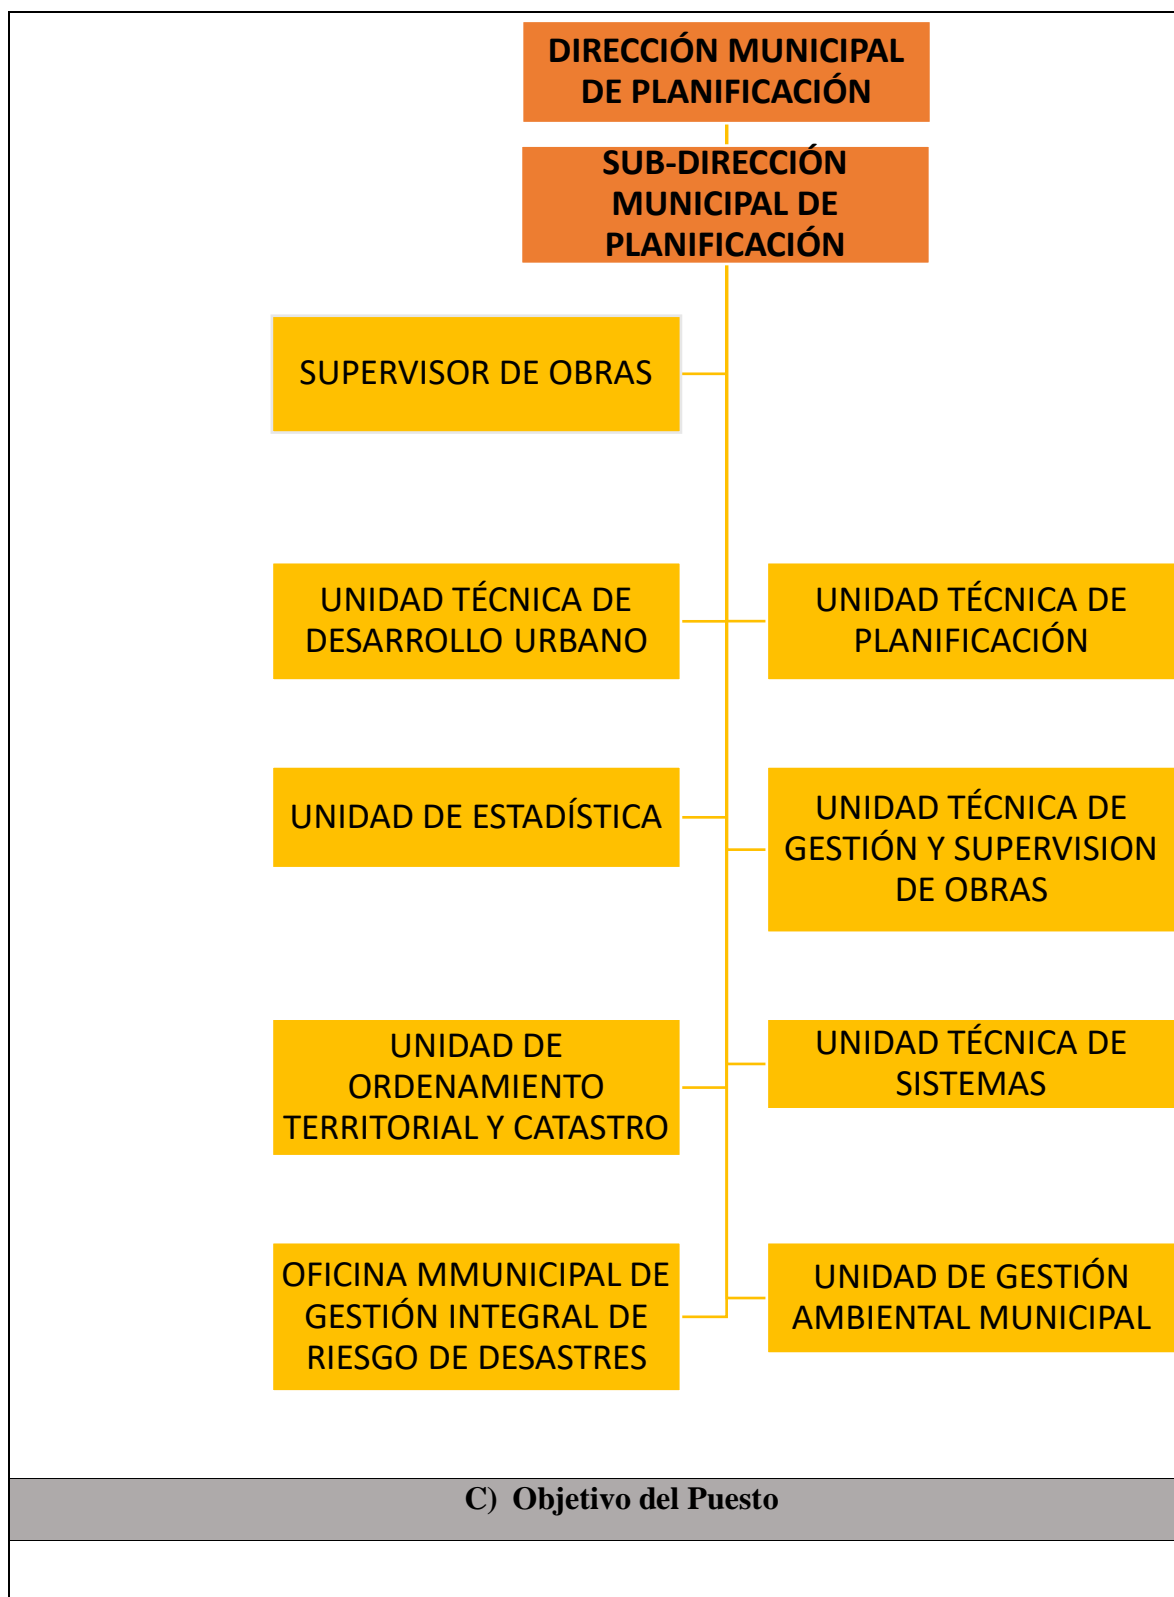 DIRECCIÓN MUNICIPAL
DE PLANIFICACIÓN
SUB-DIRECCIÓN
MUNICIPAL DE
PLANIFICACIÓN
SUPERVISOR DE OBRAS
UNIDAD TÉCNICA DE
DESARROLLO URBANO
UNIDAD TÉCNICA DE
PLANIFICACIÓN
UNIDAD DE ESTADÍSTICA
UNIDAD TÉCNICA DE
GESTIÓN Y SUPERVISION
DE OBRAS
UNIDAD DE
ORDENAMIENTO
TERRITORIAL Y CATASTRO
UNIDAD TÉCNICA DE
SISTEMAS
OFICINA MMUNICIPAL DE
GESTIÓN INTEGRAL DE
RIESGO DE DESASTRES
UNIDAD DE GESTIÓN
AMBIENTAL MUNICIPAL
C) Objetivo del Puesto